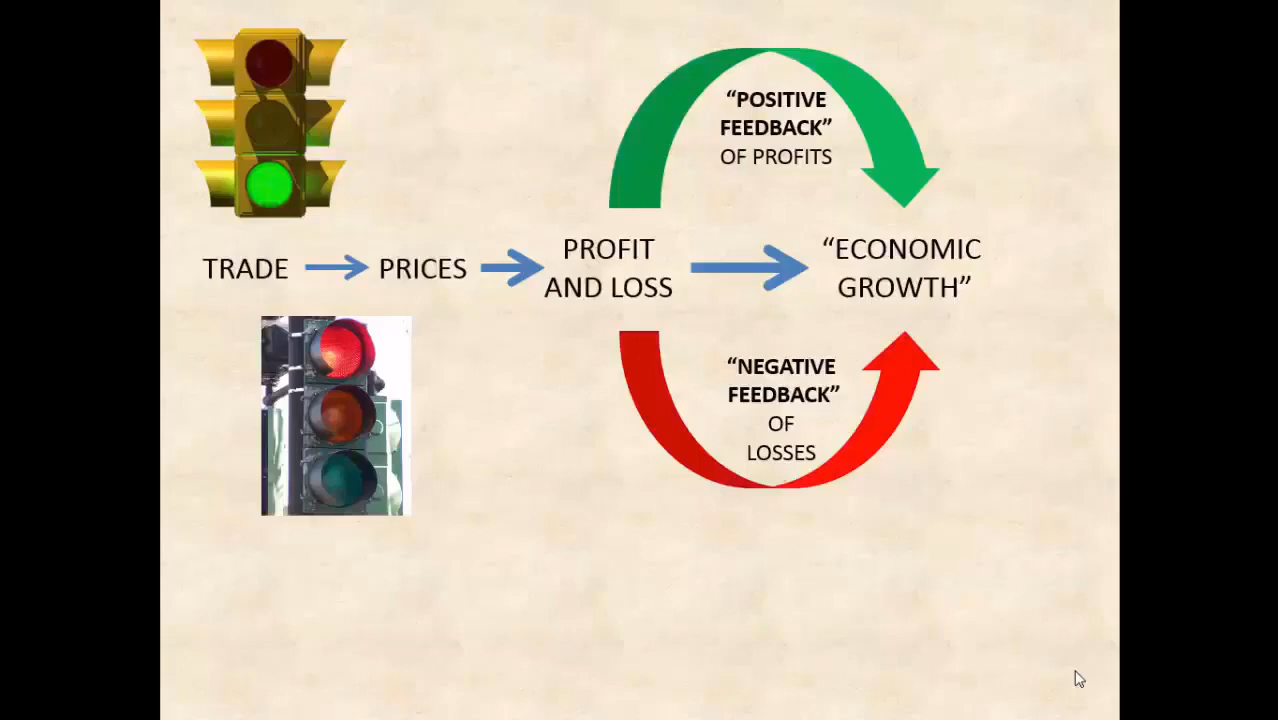 “POSITIVE
FEEDBACK”
OF PROFITS
TRADE
PRICES
PROFIT
AND LOSS
“ECONOMIC
GROWTH”
“NEGATIVE
FEEDBACK”
OF
LOSSES